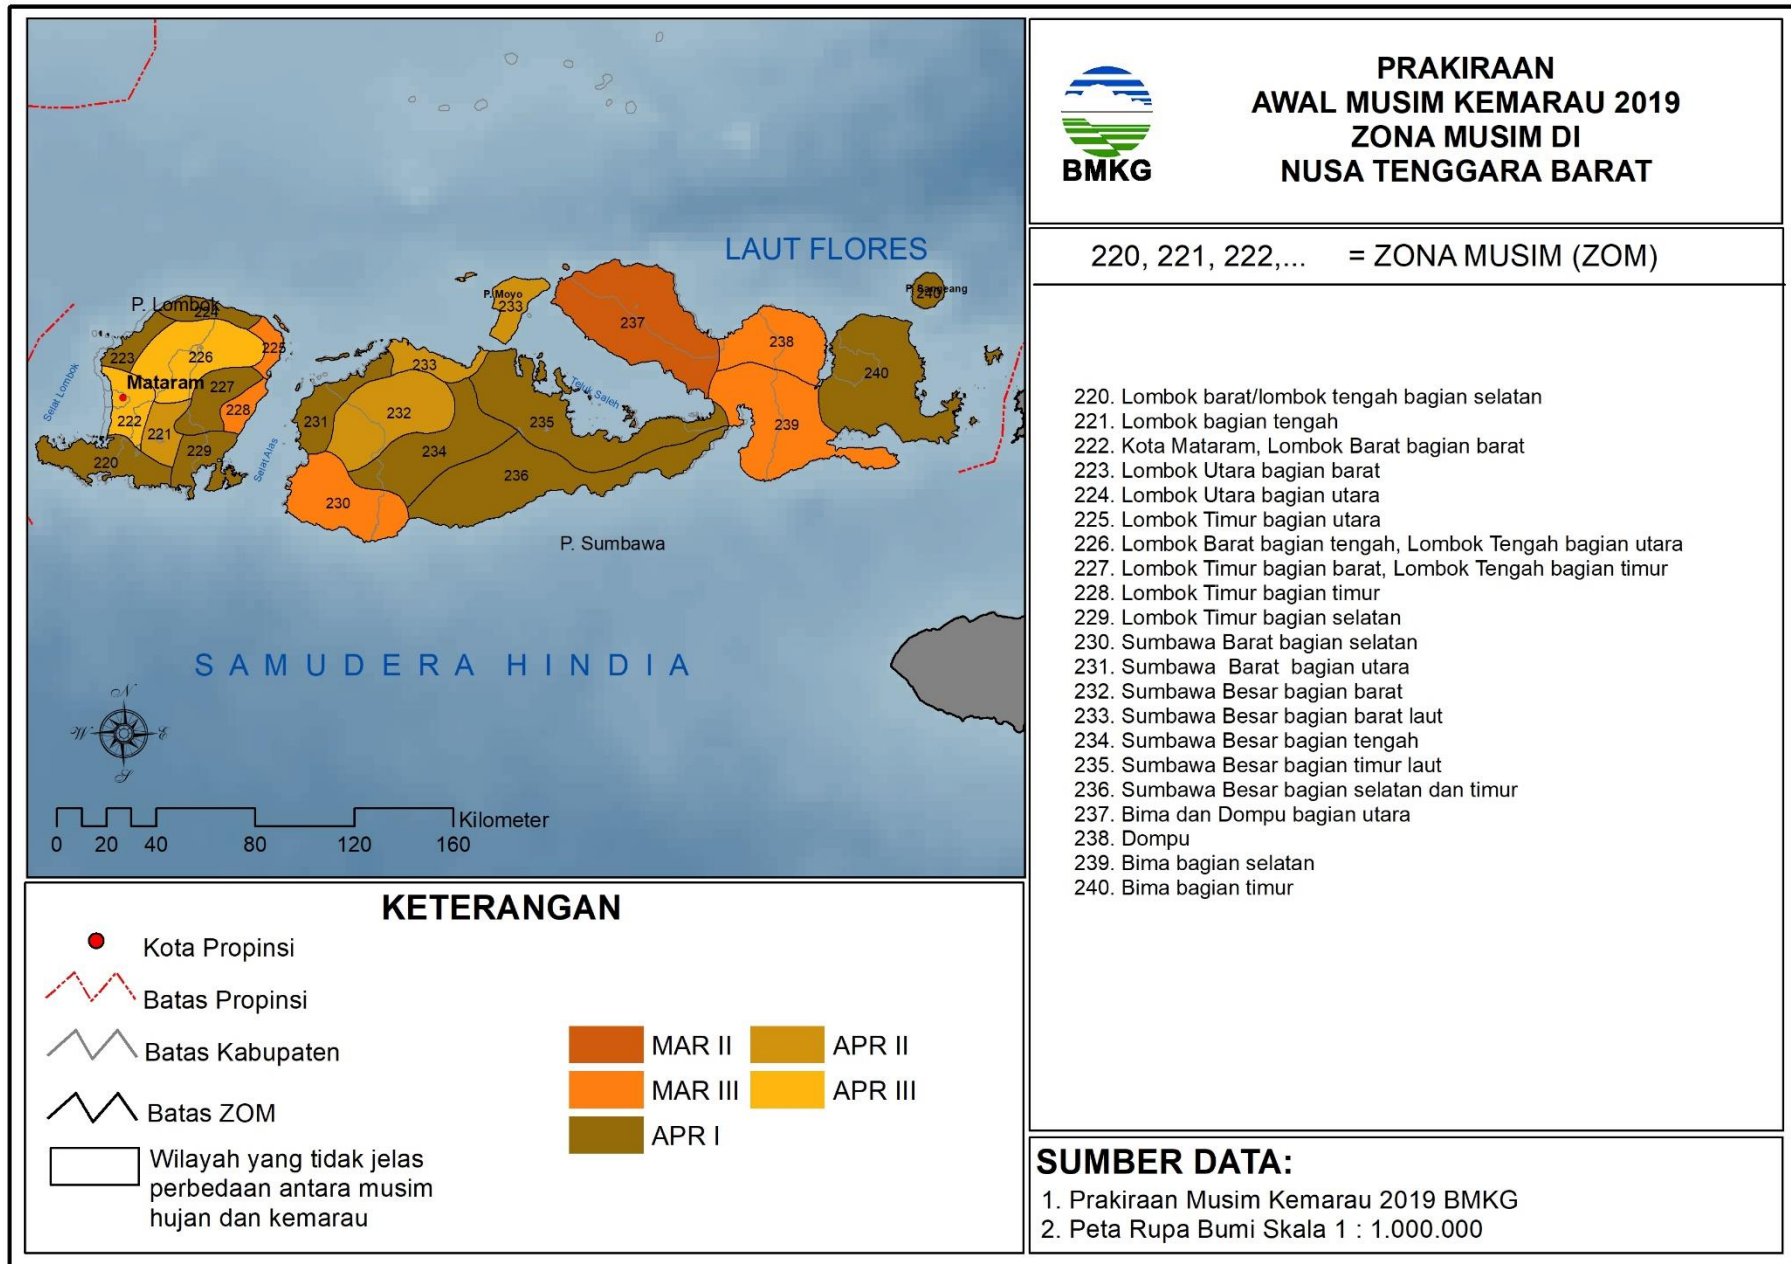 LAUT FLORES
P. Sangeang
240
P. Moyo
233
P. Lombok
224
237
225
223
226
238
Mataram
227
233
240
Selat Lombok
Teluk Saleh
228
232
231
235
222
221
239
229
234
220
Selat Alas
236
230
P. Sumbawa
SAMUDERA HINDIA
N
W
E
S
Kilometer
0 20 40 80 120 160
KETERANGAN
Kota Propinsi
Batas Propinsi
Batas Kabupaten
Batas ZOM
Wilayah yang tidak jelas
perbedaan antara musim
hujan dan kemarau
MAR II
APR II
MAR III
APR III
APR I
BMKG
PRAKIRAAN
AWAL MUSIM KEMARAU 2019
ZONA MUSIM DI
NUSA TENGGARA BARAT
220, 221, 222,... = ZONA MUSIM (ZOM)
220. Lombok barat/lombok tengah bagian selatan
221. Lombok bagian tengah
222. Kota Mataram, Lombok Barat bagian barat
223. Lombok Utara bagian barat
224. Lombok Utara bagian utara
225. Lombok Timur bagian utara
226. Lombok Barat bagian tengah, Lombok Tengah bagian utara
227. Lombok Timur bagian barat, Lombok Tengah bagian timur
228. Lombok Timur bagian timur
229. Lombok Timur bagian selatan
230. Sumbawa Barat bagian selatan
231. Sumbawa Barat bagian utara
232. Sumbawa Besar bagian barat
233. Sumbawa Besar bagian barat laut
234. Sumbawa Besar bagian tengah
235. Sumbawa Besar bagian timur laut
236. Sumbawa Besar bagian selatan dan timur
237. Bima dan Dompu bagian utara
238. Dompu
239. Bima bagian selatan
240. Bima bagian timur
SUMBER DATA:
1. Prakiraan Musim Kemarau 2019 BMKG
2. Peta Rupa Bumi Skala 1 : 1.000.000